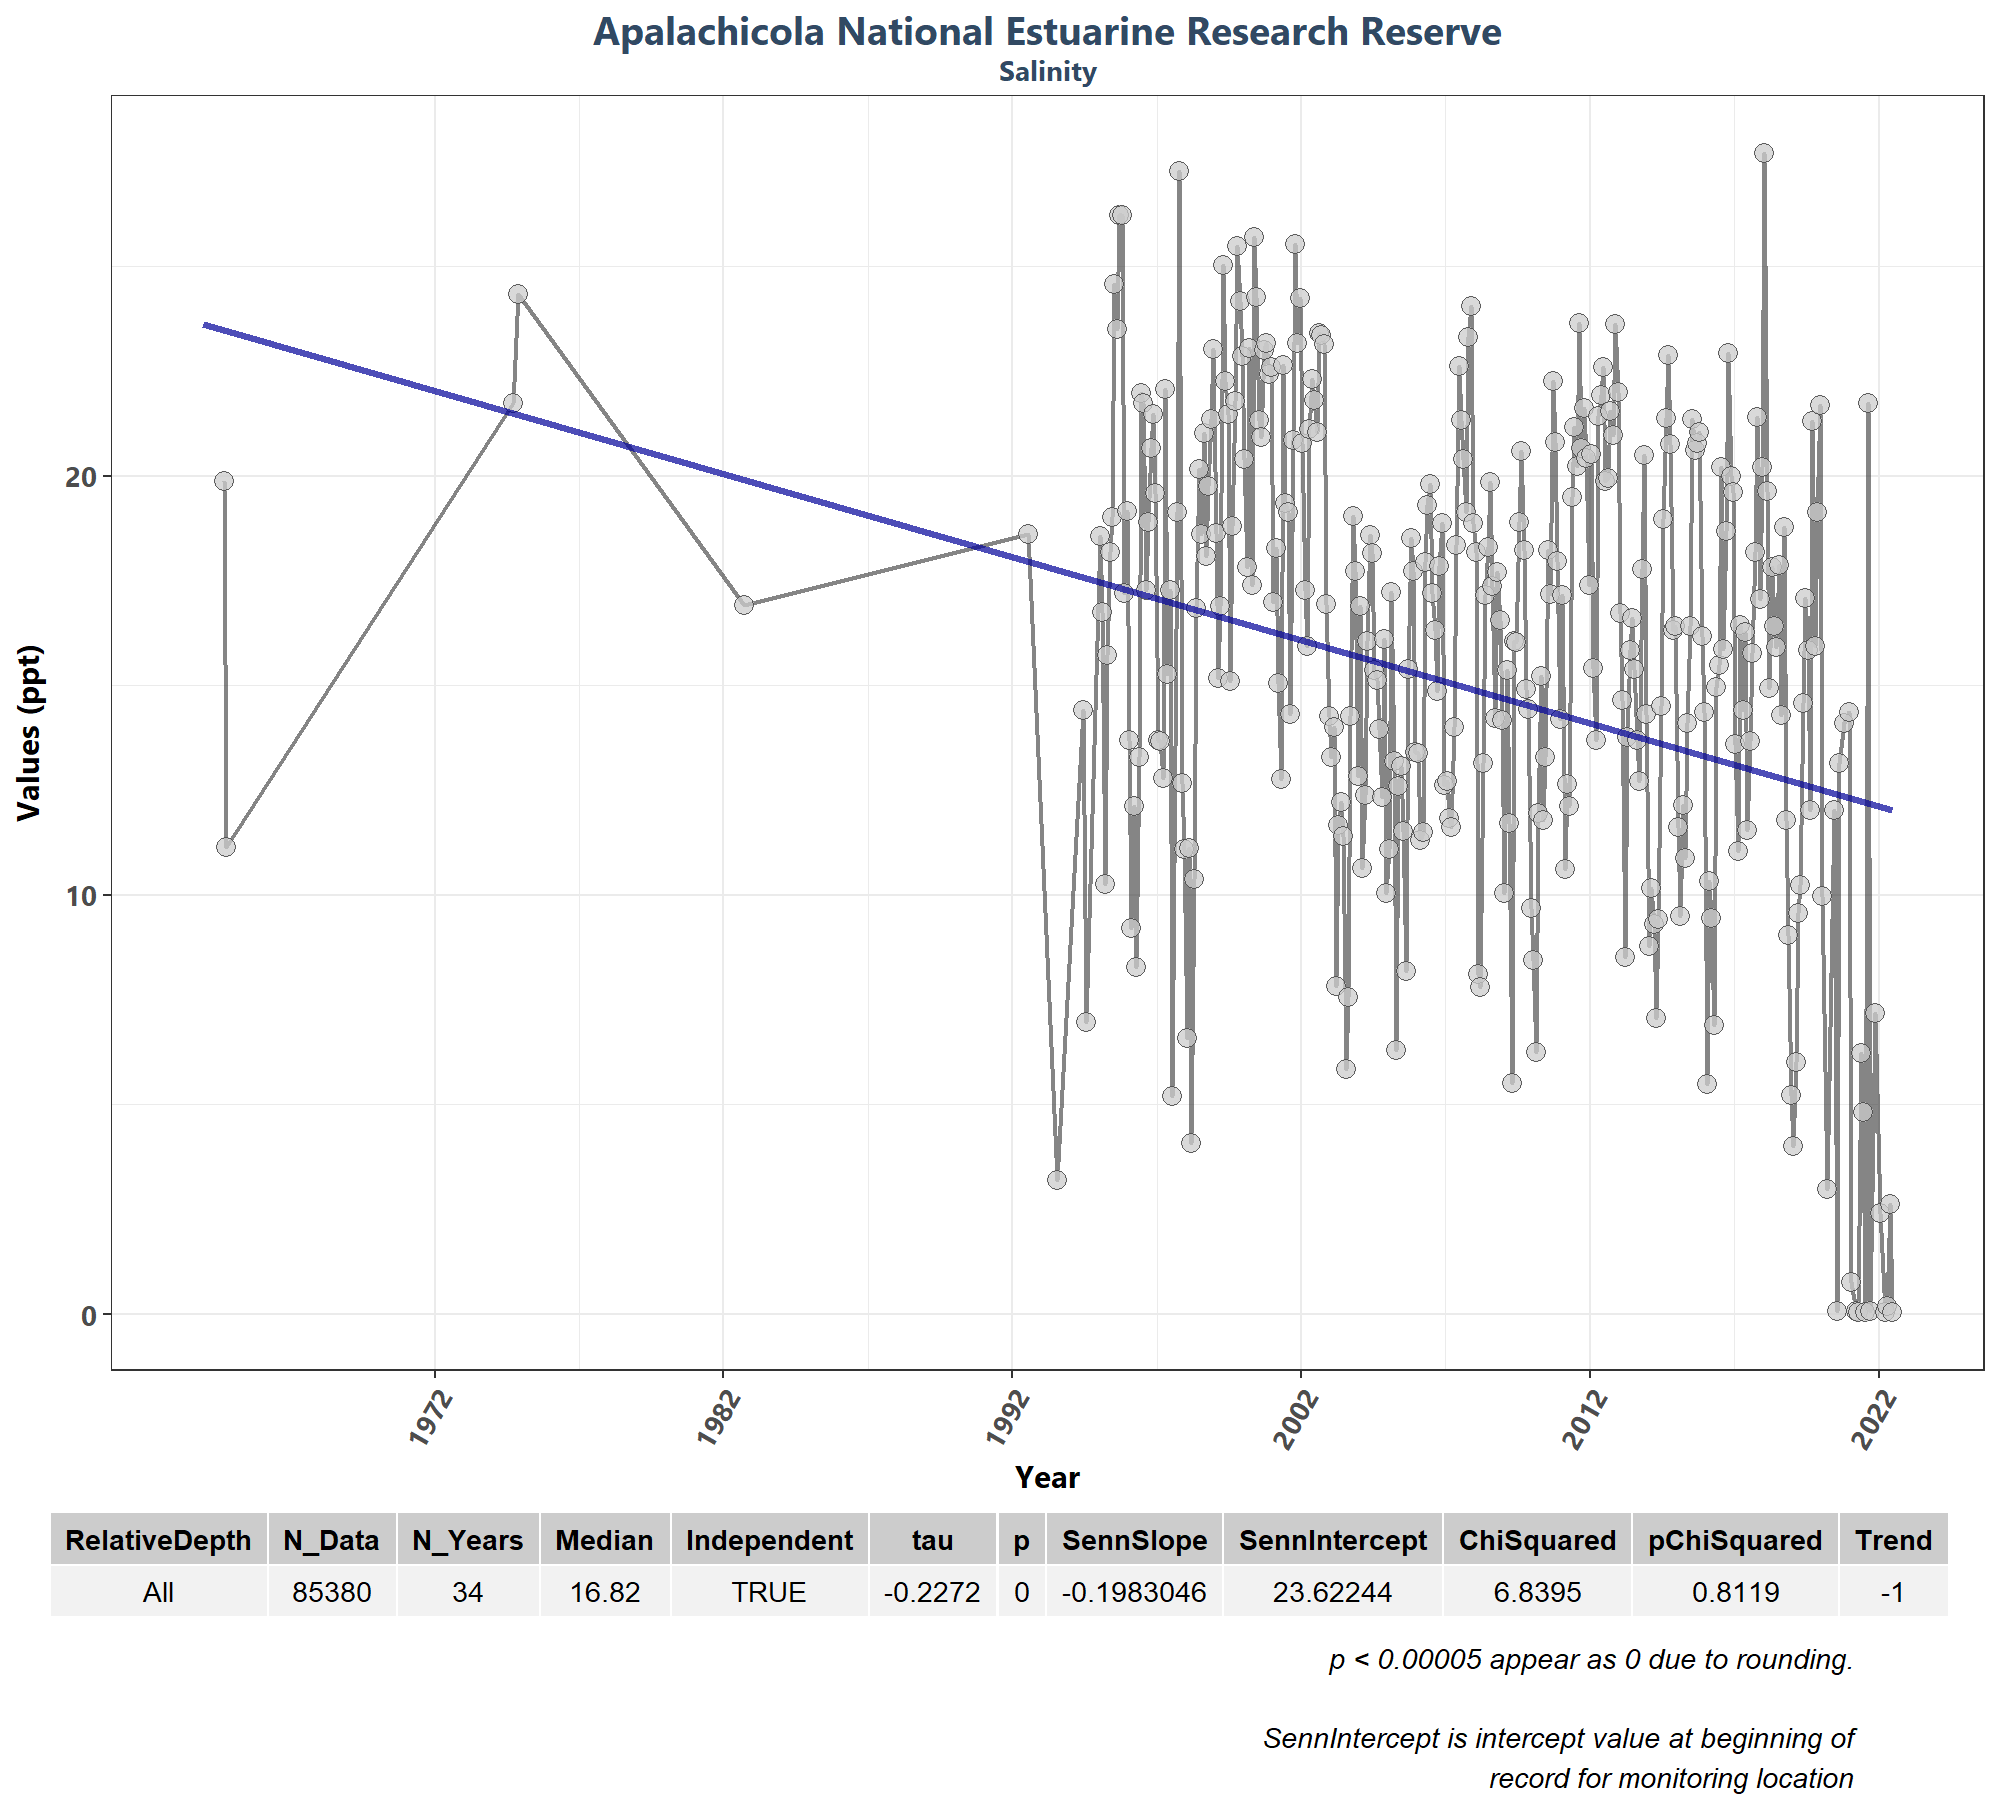 Apalachicola National Estuarine Research Reserve
Salinity
Values (ppt)
20
10
0
1972
1982
1992
2002
2012
2022
Year
RelativeDepth N_Data N_Years Median Independent tau p SennSlope SennIntercept ChiSquared pChiSquared Trend
All 85380 34 16.82 TRUE -0.2272 0 -0.1983046 23.62244 6.8395 0.8119 -1
p < 0.00005 appear as 0 due to rounding.
SennIntercept is intercept value at beginning of
record for monitoring location